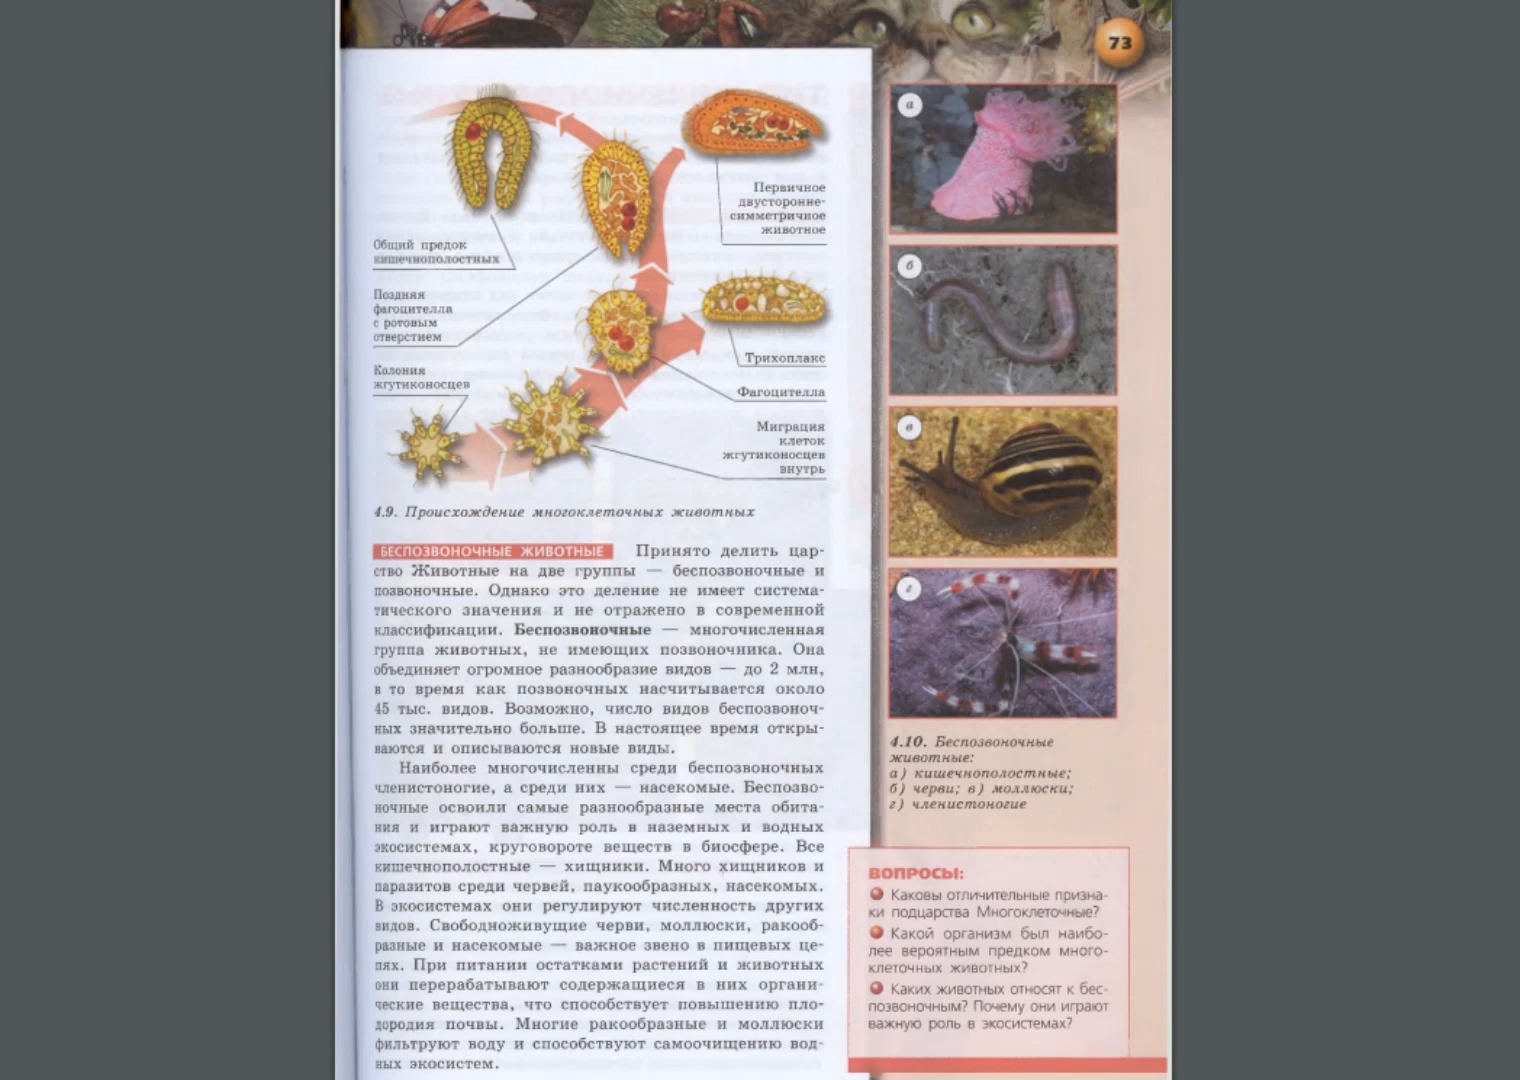 73
а
Первичное
двусторонне-
симметричное
животное
Общий предок
кишечнополостных
Поздняя
фагоцителла
с ротовым
отверстием
Трихоплакс
Колония
жгутиконосцев
Фагоцителла
Миграция
клеток
жгутиконосцев
внутрь
4.9. Происхождение многоклеточных животных
БЕСПОЗВОНОЧНЫЕ ЖИВОТНЫЕ Принято делить цар-
ство Животные на две группы — беспозвоночные и
позвоночные. Однако это деление не имеет система-
тического значения и не отражено в современной
классификации. Беспозвоночные — многочисленная
группа животных, не имеющих позвоночника. Она
объединяет огромное разнообразие видов — до 2 млн,
в то время как позвоночных насчитывается около
45 тыс. видов. Возможно, число видов беспозвоноч-
ных значительно больше. В настоящее время откры-
ваются и описываются новые виды.
Наиболее многочисленны среди беспозвоночных
членистоногие, а среди них — насекомые. Беспозво-
ночные освоили самые разнообразные места обита-
ния и играют важную роль в наземных и водных
экосистемах, круговороте веществ в биосфере. Все
кишечнополостные — хищники. Много хищников и
паразитов среди червей, паукообразных, насекомых.
В экосистемах они регулируют численность других
видов. Свободноживущие черви, моллюски, ракооб-
разные и насекомые — важное звено в пищевых це-
пях. При питании остатками растений и животных
они перерабатывают содержащиеся в них органи-
ческие вещества, что способствует повышению пло-
дородия почвы. Многие ракообразные и моллюски
фильтруют воду и способствуют самоочищению вод-
ных экосистем.
б
в
г
4.10. Беспозвоночные
животные:
а) кишечнополостные;
б) черви; в) моллюски;
г) членистоногие
ВОПРОСЫ:
Каковы отличительные призна-
ки подцарства Многоклеточные?
Какой организм был наибо-
лее вероятным предком много-
клеточных животных?
Каких животных относят к бес-
позвоночным? Почему они играют
важную роль в экосистемах?